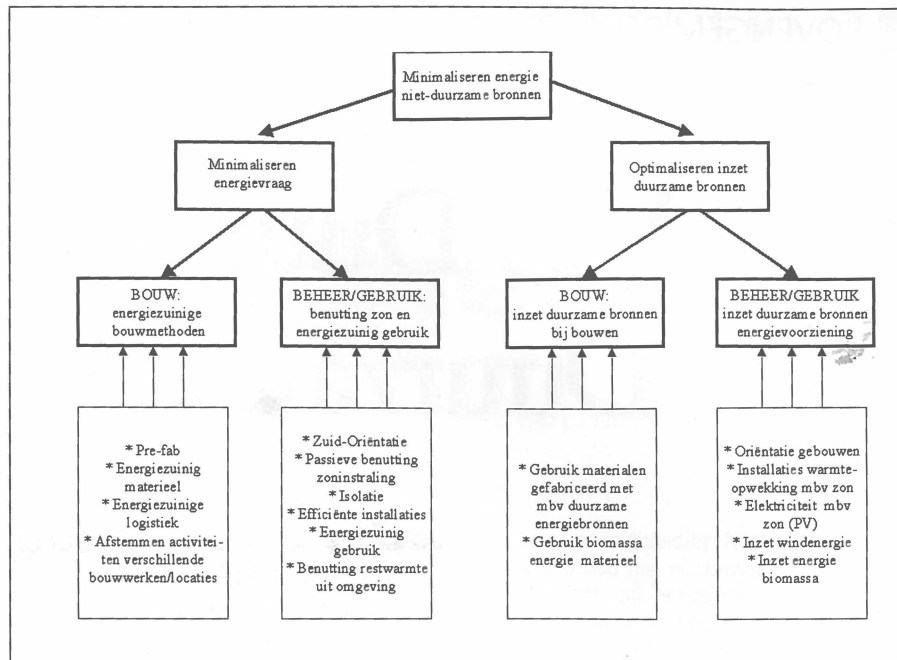 Minimaliseren energie
niet-duurzame bronnen
Minimaliseren
energievraag
Optimaliseren inzet
duurzame bronnen
BOUW:
energiezuinige
bouwmethoden
BEHEER/GEBRUIK:
benutting zon en
energiezuinig gebruik
BOUW:
inzet duurzame bronnen
bij bouwen
BEHEER/GEBRUIK
inzet duurzame bronnen
energievoorziening
* Pre-fab
* Energiezuinig
materieel
* Energiezuinige
logistiek
* Afstemmen activitei-
ten verschillende
bouwwerken/locaties
* Zuid-Oriëntatie
* Passieve benutting
zoninstraling
* Isolatie
* Efficiënte installaties
* Energiezuinig
gebruik
* Benutting restwarmte
uit omgeving
* Gebruik materialen
gefabriceerd met
mbv duurzame
energiebronnen
* Gebruik biomassa
energie materieel
* Oriëntatie gebouwen
* Installaties warmte-
opwekking mbv zon
* Elektriciteit mbv
zon (PV)
* Inzet windenergie
* Inzet energie
biomassa